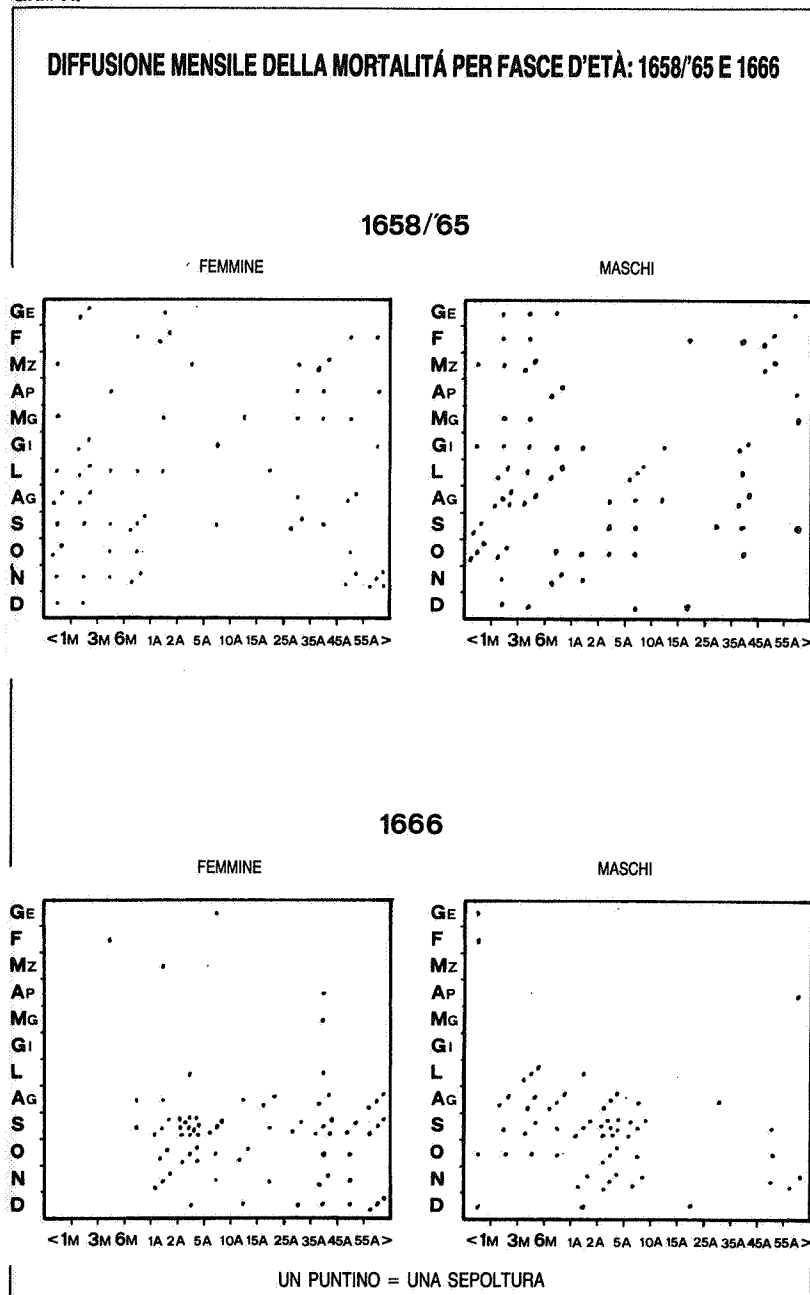 DIFFUSIONE MENSILE DELLA MORTALITÁ PER FASCE D'ETÀ: 1658/'65 E 1666
1658/'65
FEMMINE
MASCHI
GE
F
MZ
AP
MG
GI
L
AG
S
O
N
D
<1M 3M 6M 1A 2A 5A 10A 15A 25A 35A 45A 55A>
GE
F
MZ
AP
MG
GI
L
AG
S
O
N
D
<1M 3M 6M 1A 2A 5A 10A 15A 25A 35A 45A 55A>
1666
FEMMINE
MASCHI
GE
F
MZ
AP
MG
GI
L
AG
S
O
N
D
<1M 3M 6M 1A 2A 5A 10A 15A 25A 35A 45A 55A>
GE
F
MZ
AP
MG
GI
L
AG
S
O
N
D
<1M 3M 6M 1A 2A 5A 10A 15A 25A 35A 45A 55A>
UN PUNTINO = UNA SEPOLTURA